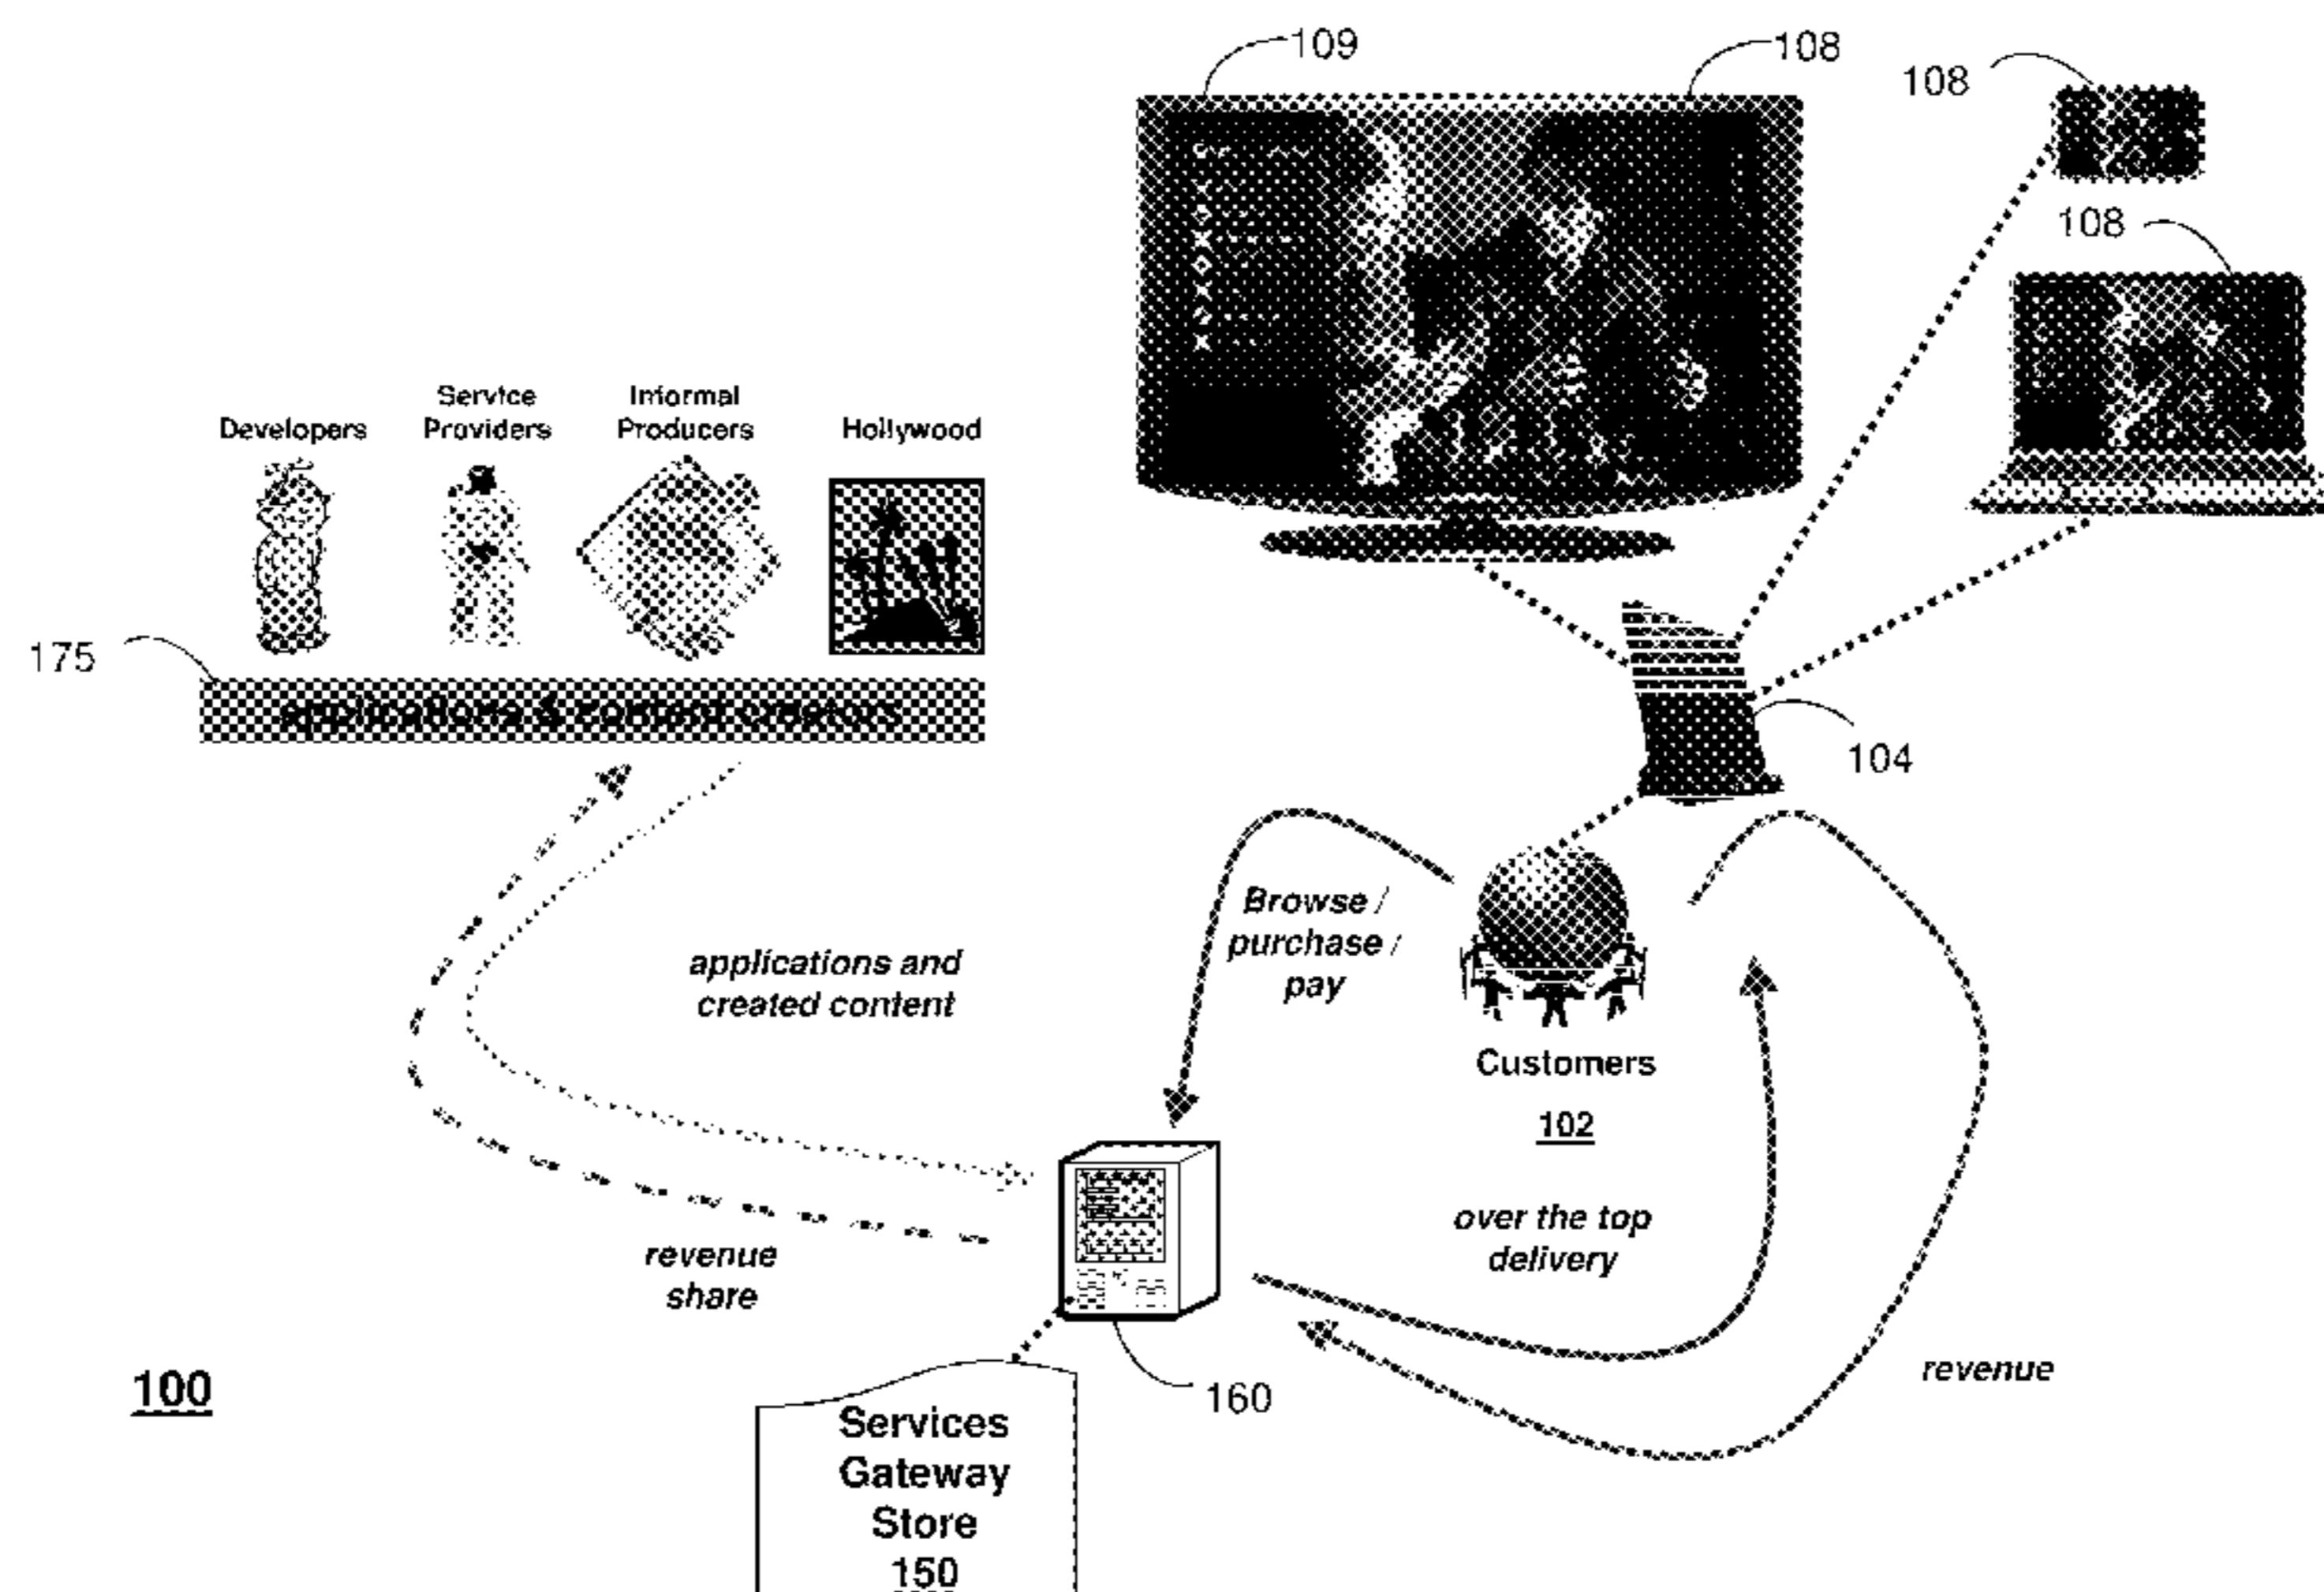 109
108
108
108
Developers
Service
Providers
Informal
Producers
Hollywood
175
applications & content creators
104
Browse /
purchase /
pay
applications and
created content
Customers
102
over the top
delivery
revenue
share
160
revenue
100
Services
Gateway
Store
150